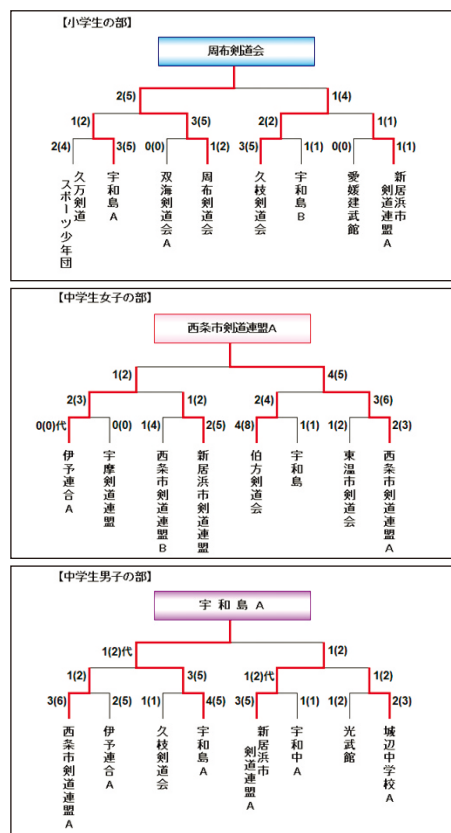 【小学生の部】
周布剣道会
2(5)
1(4)
1(2)
3(5)
2(2)
1(1)
2(4)
3(5)
0(0)
1(2)
3(5)
1(1)
0(0)
1(1)
久万剣道
スポーツ少年団
宇和島A
双海剣道会A
周布剣道会
久枝剣道会
宇和島B
愛媛建武館
新居浜市
剣道連盟A
【中学生女子の部】
西条市剣道連盟A
1(2)
4(5)
2(3)
1(2)
2(4)
3(6)
0(0)代
0(0)
1(4)
2(5)
4(8)
1(1)
1(2)
2(3)
伊予連合A
宇摩剣道連盟
西条市剣道連盟B
新居浜市剣道連盟
伯方剣道会
宇和島
東温市剣道会
西条市剣道連盟A
【中学生男子の部】
宇和島A
1(2)代
1(2)
1(2)
3(5)
1(2)代
1(2)
3(6)
2(5)
1(1)
4(5)
3(5)
1(1)
1(2)
2(3)
西条市剣道連盟A
伊予連合A
久枝剣道会
宇和島A
新居浜市
剣道連盟A
宇和中A
光武館
城辺中学校A